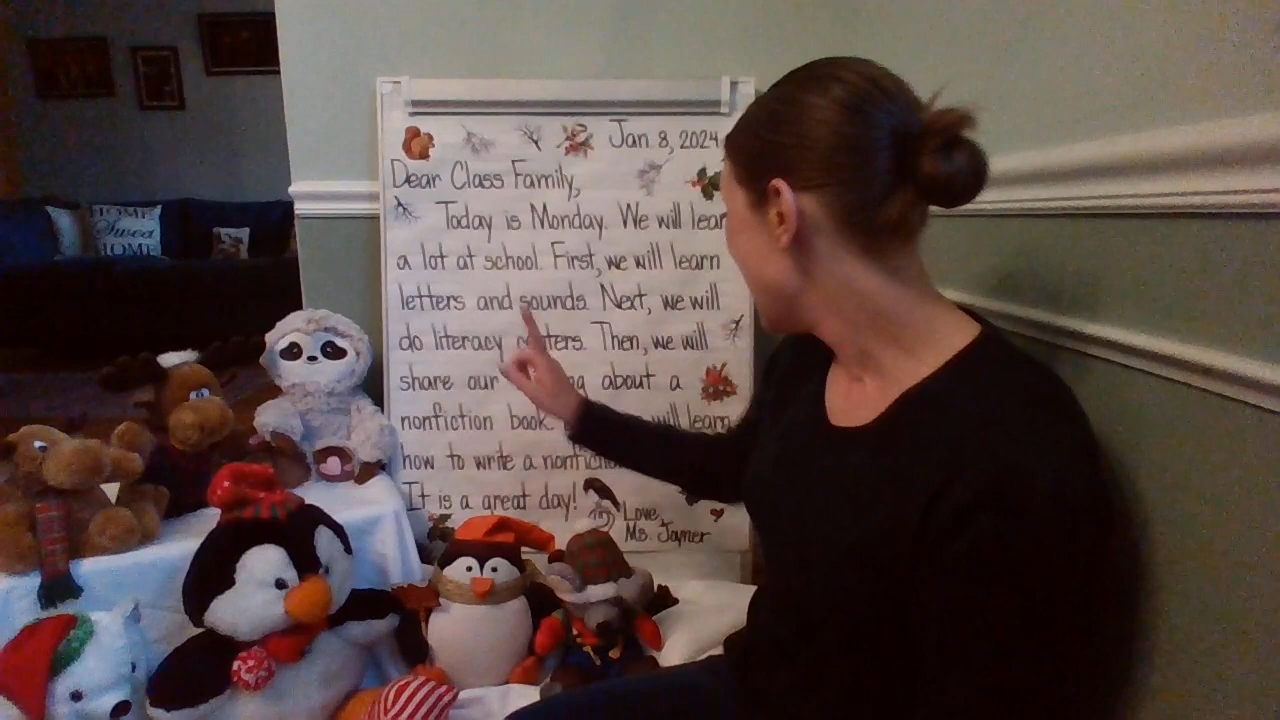 HOME
Sweet
HOME
Jan 8, 2024
Dear Class Family,
Today is Monday. We will lear
a lot at school. First, we will learn
letters and sounds. Next, we will
do literacy Then, we will
share our about a
nonfiction book. will learn
how to write a
It is a great day!
Love,
Ms. Joyner